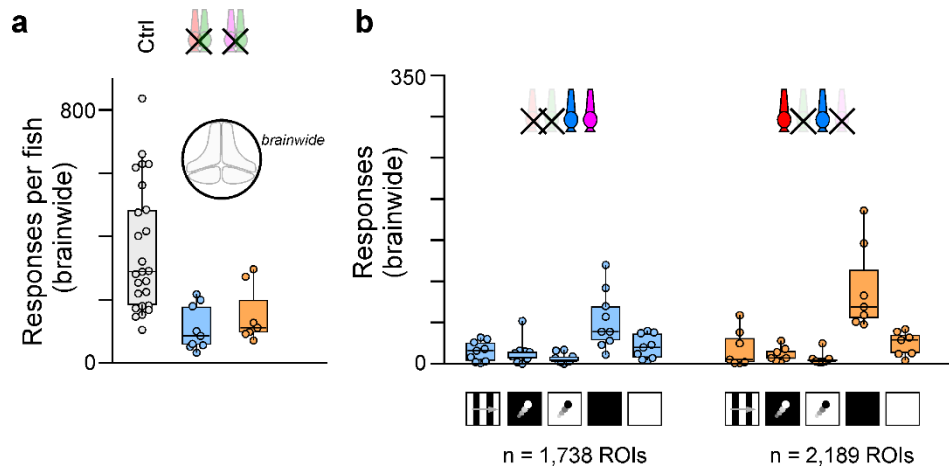 a
Ctrl
800
brainwide
Responses per fish
(brainwide)
0
b
350
Responses
(brainwide)
0
n = 1,738 ROIs
n = 2,189 ROIs